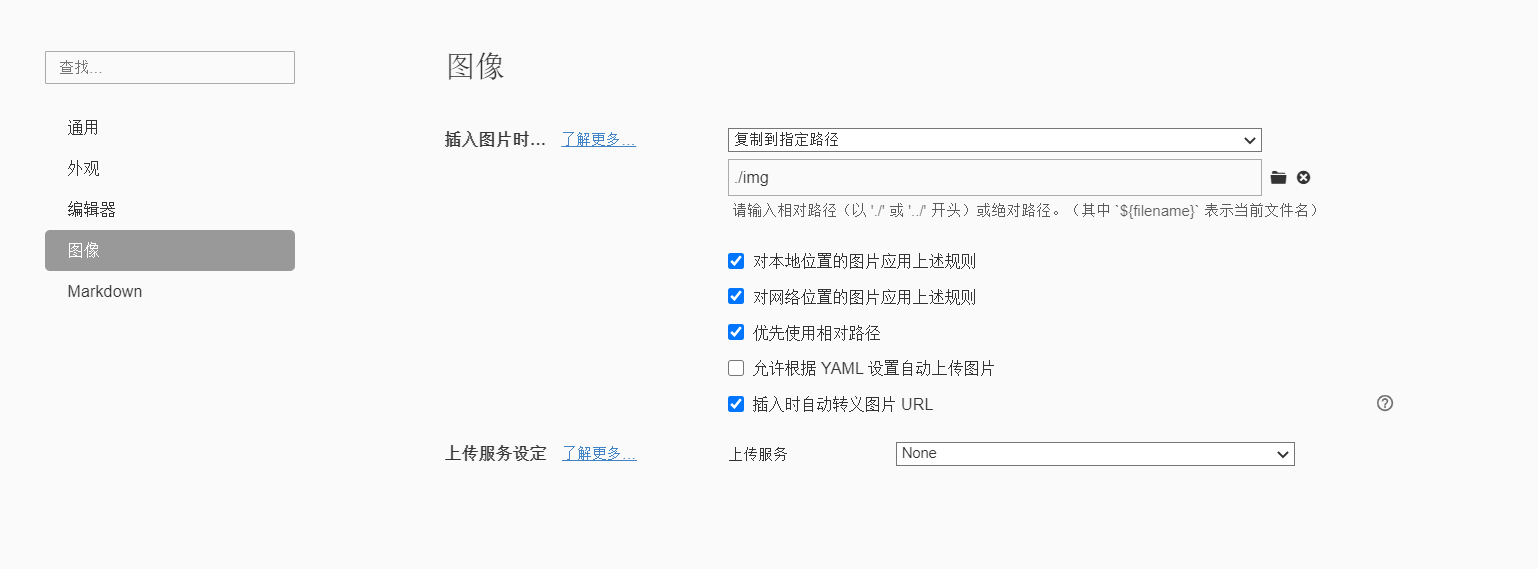 查找...
通用
外观
编辑器
图像
Markdown
图像
插入图片时... 了解更多... 复制到指定路径
./img
请输入相对路径（以 './' 或 '../' 开头）或绝对路径。（其中 `${filename}` 表示当前文件名）
对本地位置的图片应用上述规则
对网络位置的图片应用上述规则
优先使用相对路径
允许根据 YAML 设置自动上传图片
插入时自动转义图片 URL
上传服务设定 了解更多... 上传服务 None